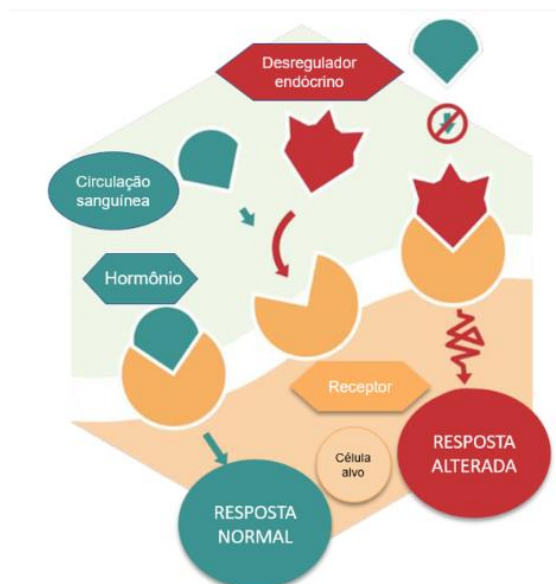 Desregulador
endócrino
Circulação
sanguínea
Hormônio
Receptor
Célula
alvo
RESPOSTA
ALTERADA
RESPOSTA
NORMAL